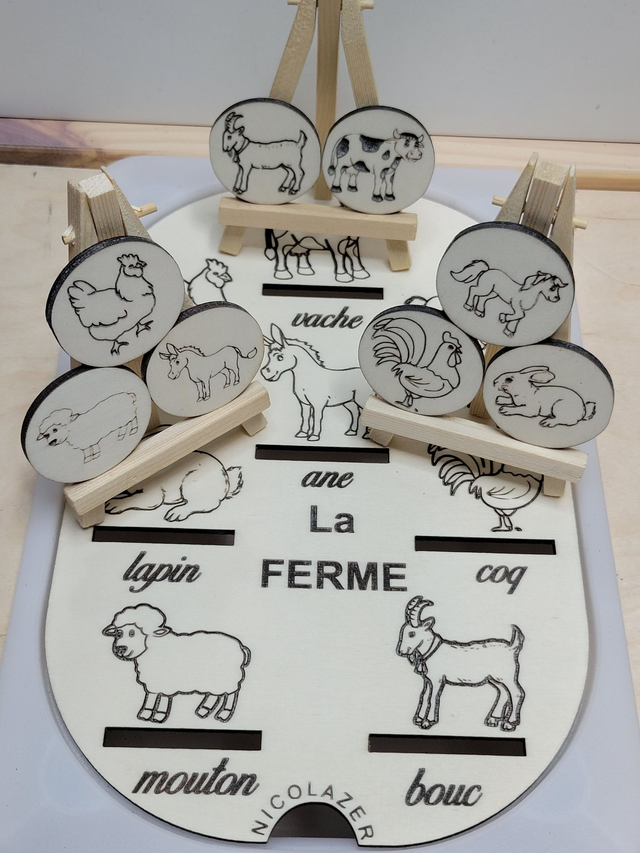 vache
ane
La
FERME
lapin
coq
mouton
bouc
NICOLAZER